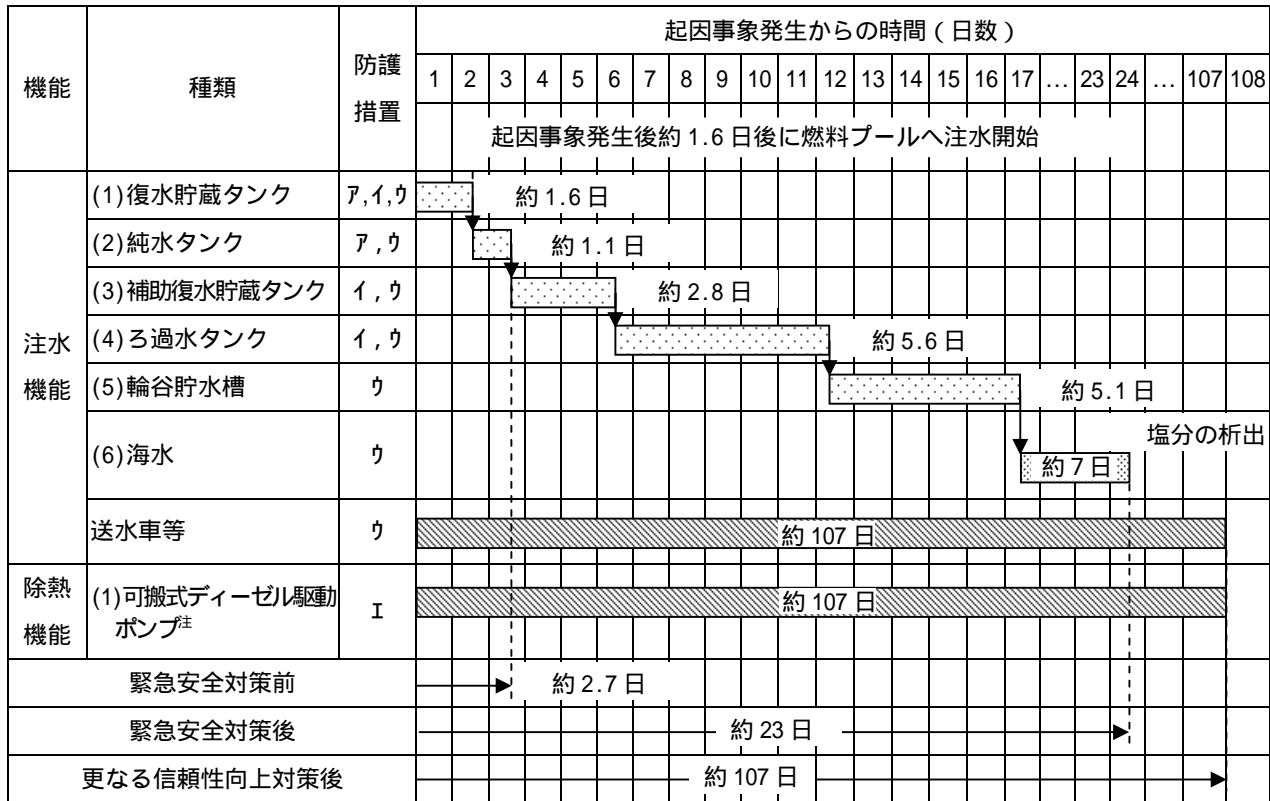 機能 種類 防護措置 起因事象発生からの時間(日数)
1 2 3 4 5 6 7 8 9 10 11 12 13 14 15 16 17 … 23 24 … 107 108
起因事象発生後約1.6日後に燃料プールへ注水開始
注水機能
(1)復水貯蔵タンク ア,イ,ウ 約1.6日
(2)純水タンク ア,ウ 約1.1日
(3)補助復水貯蔵タンク イ,ウ 約2.8日
(4)ろ過水タンク イ,ウ 約5.6日
(5)輪谷貯水槽 ウ 約5.1日
塩分の析出
(6)海水 ウ 約7日
送水車等 ウ 約107日
除熱機能
(1)可搬式ディーゼル駆動 エ 約107日
ポンプ注
緊急安全対策前 約2.7日
緊急安全対策後 約23日
更なる信頼性向上対策後 約107日